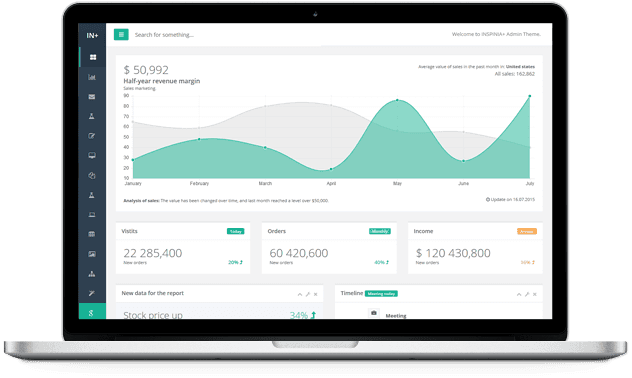 IN+
Search for something...
Welcome to INSPINIA+ Admin Theme.
$ 50,992
Half-year revenue margin
Sales marketing
Average value of sales in the past month in: United states
All sales: 162,862
90
80
70
60
50
40
30
20
10
January February March April May June July
Analysis of sales: The value has been changed over time, and last month reached a level over $50,000.
Update on 16.07.2015
Visits Today
22 285,400
New orders 20%
Orders Monthly
60 420,600
New orders 40%
Income
$ 120 430,800
New orders
New data for the report
Stock price up 34%
Timeline Meeting today
Meeting